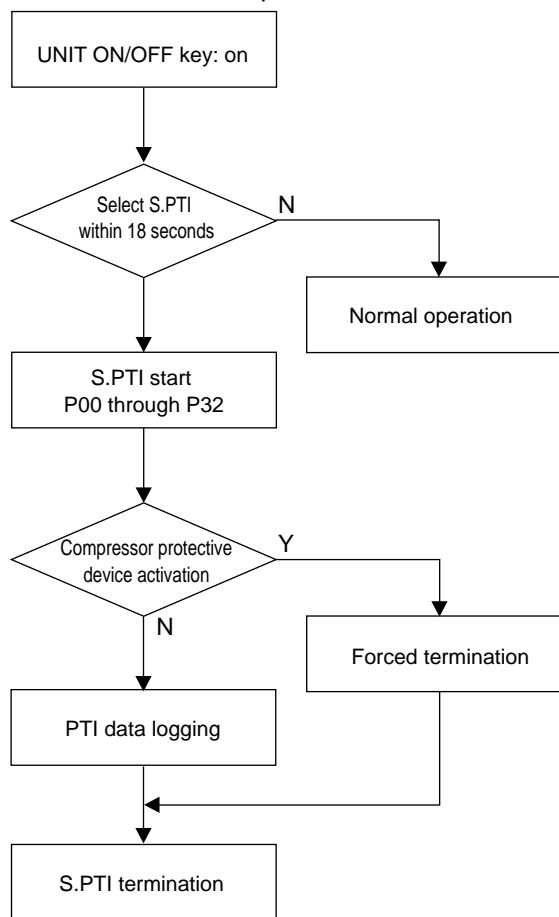 UNIT ON/OFF key: on
Select S.PTI
within 18 seconds
N
Normal operation
S.PTI start
P00 through P32
Compressor protective
device activation
Y
N
Forced termination
PTI data logging
S.PTI termination